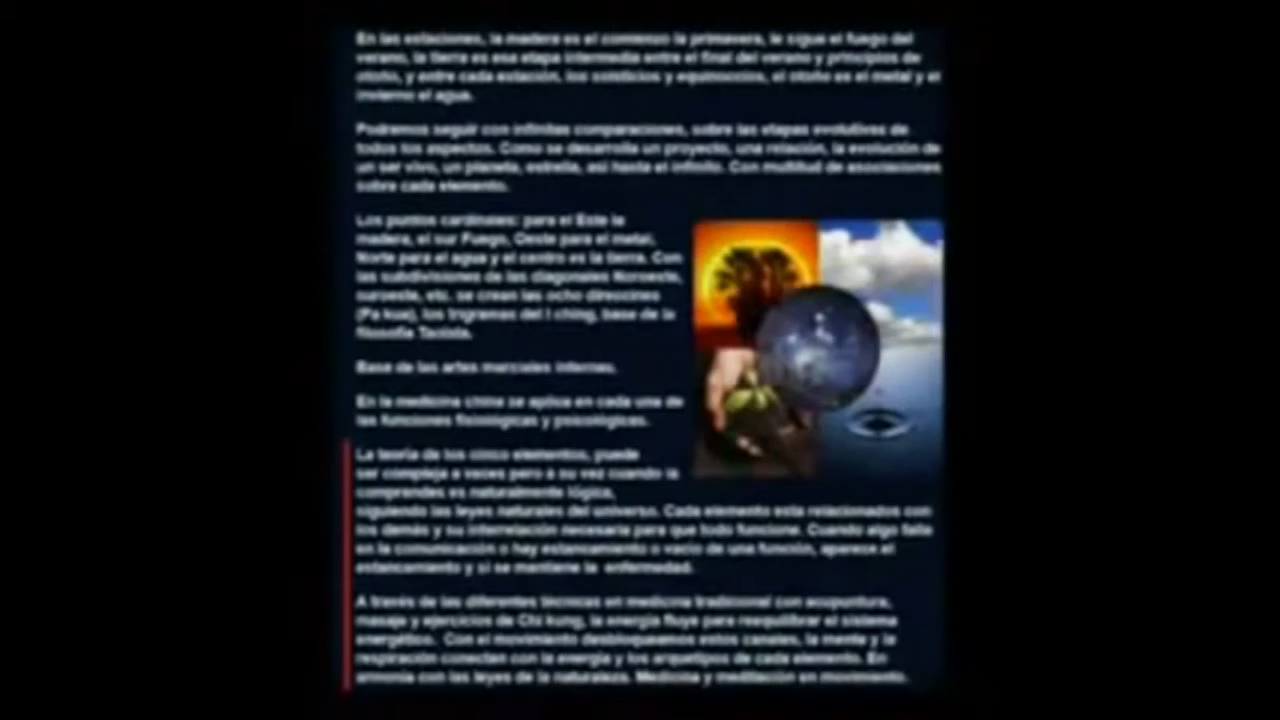 En las estaciones, la madera es el comienzo la primavera, le sigue el fuego del
verano, la tierra es esa etapa intermedia entre el final del verano y principios de
otoño, y entre cada estación, los solsticios y equinoccios, el otoño es el metal y el
invierno el agua.
Podremos seguir con infinitas comparaciones, sobre las etapas evolutivas de
todos los aspectos. Como se desarrolla un proyecto, una relación, la evolución de
un ser vivo, un planeta, estrella, así hasta el infinito. Con multitud de asociaciones
sobre cada elemento.
Los puntos cardinales: para el Este la
madera, el sur Fuego, Oeste para el metal,
Norte para el agua y el centro es la tierra. Con
las subdivisiones de las diagonales Noroeste,
suroeste, etc. se crean las ocho
(Pa kua), los trigramas del I ching, base de la
filosofía Taoista.
Base de las artes marciales internas.
En la medicina china se aplica en cada una de
las funciones fisiológicas y psicológicas.
La teoría de los cinco elementos, puede
ser compleja a veces pero a su vez cuando la
comprendes es naturalmente lógica,
siguiendo las leyes naturales del universo. Cada elemento esta relacionados con
los demás y su interrelación necesaria para que todo funcione. Cuando algo falla
en la comunicación o hay estancamiento o vacío de una función, aparece el
estancamiento y si se mantiene la enfermedad.
A través de las diferentes técnicas en medicina tradicional con acupuntura,
masaje y ejercicios de Chi kung, la energía fluye para reequilibrar el sistema
energético. Con el movimiento desbloqueamos estos canales, la mente y la
respiración conectan con la energía y los arquetipos de cada elemento. En
armonía con las leyes de la naturaleza. Medicina y meditación en movimiento.